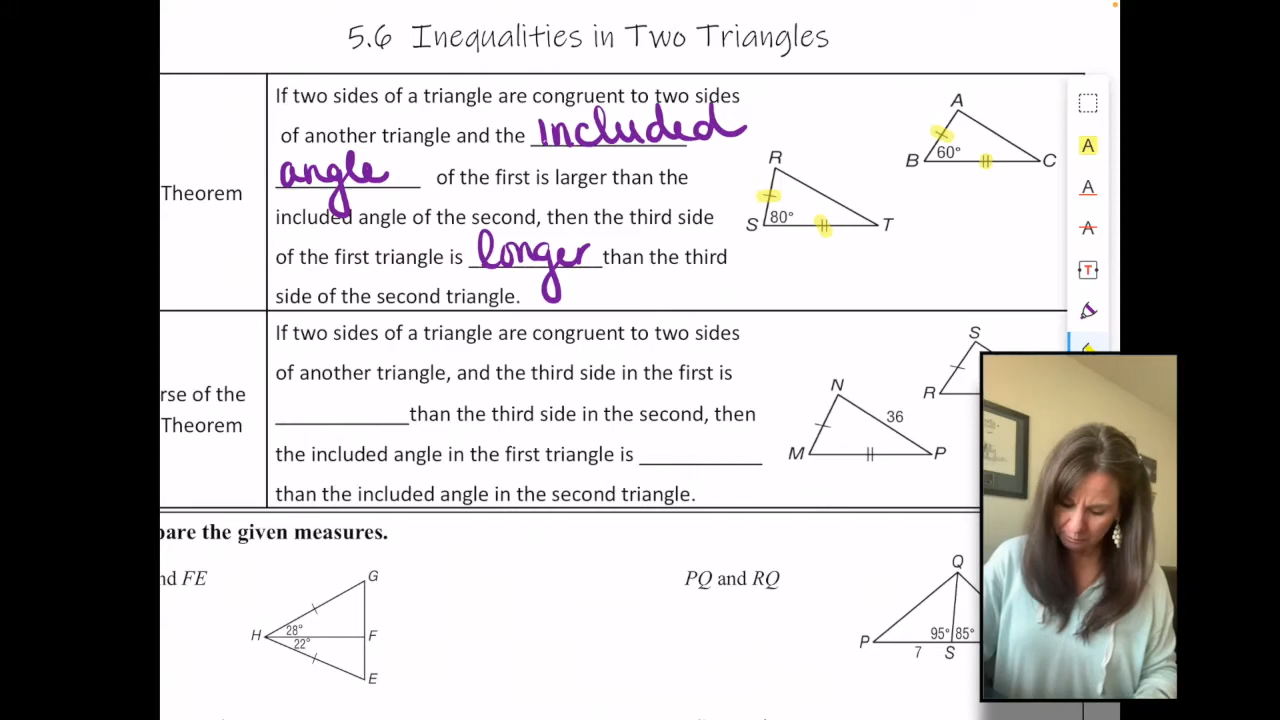 5.6 Inequalities in Two Triangles
If two sides of a triangle are congruent to two sides
of another triangle and the included
angle of the first is larger than the
included angle of the second, then the third side
of the first triangle is longer than the third
side of the second triangle.
Theorem
R
S 80° T
A
B 60° C
If two sides of a triangle are congruent to two sides
of another triangle, and the third side in the first is
than the third side in the second, then
the included angle in the first triangle is
than the included angle in the second triangle.
rse of the
Theorem
N
36
M P
S
R
pare the given measures.
nd FE
G
H 28° F
22°
E
PQ and RQ
Q
95° 85°
P
7 S
A
A
A
T